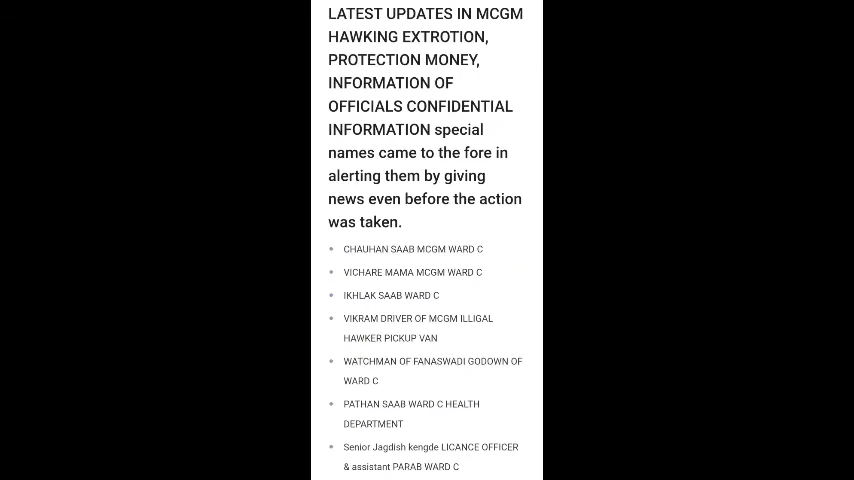 LATEST UPDATES IN MCGM
HAWKING EXTROTION,
PROTECTION MONEY,
INFORMATION OF
OFFICIALS CONFIDENTIAL
INFORMATION special
names came to the fore in
alerting them by giving
news even before the action
was taken.
• CHAUHAN SAAB MCGM WARD C
• VICHARE MAMA MCGM WARD C
• IKHLAK SAAB WARD C
• VIKRAM DRIVER OF MCGM ILLIGAL
HAWKER PICKUP VAN
• WATCHMAN OF FANASWADI GODOWN OF
WARD C
• PATHAN SAAB WARD C HEALTH
DEPARTMENT
• Senior Jagdish kengde LICANCE OFFICER
& assistant PARAB WARD C